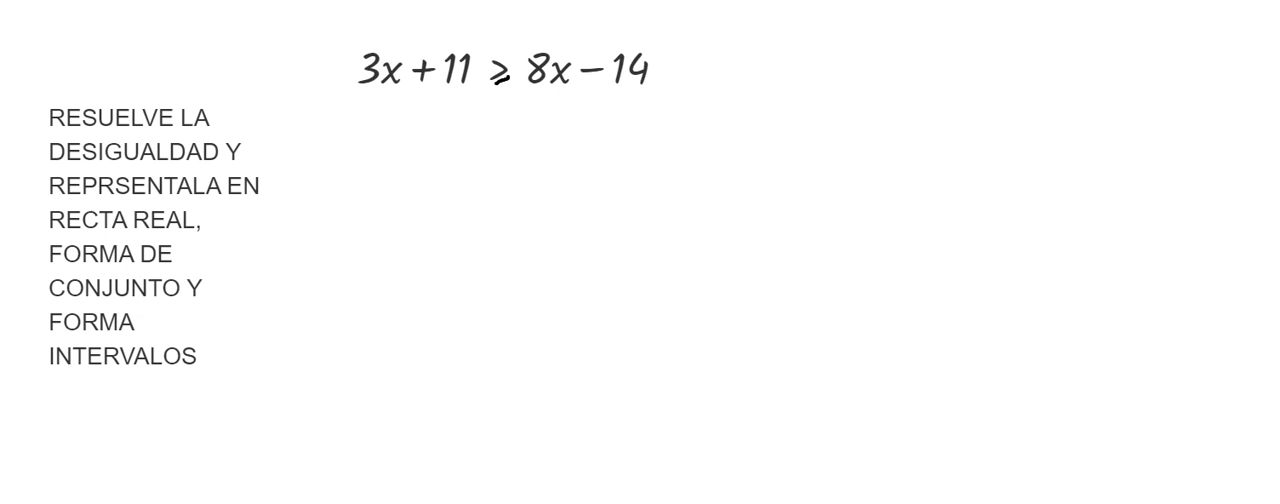 3x + 11 ≥ 8x − 14
RESUELVE LA
DESIGUALDAD Y
REPRSENTALA EN
RECTA REAL,
FORMA DE
CONJUNTO Y
FORMA
INTERVALOS